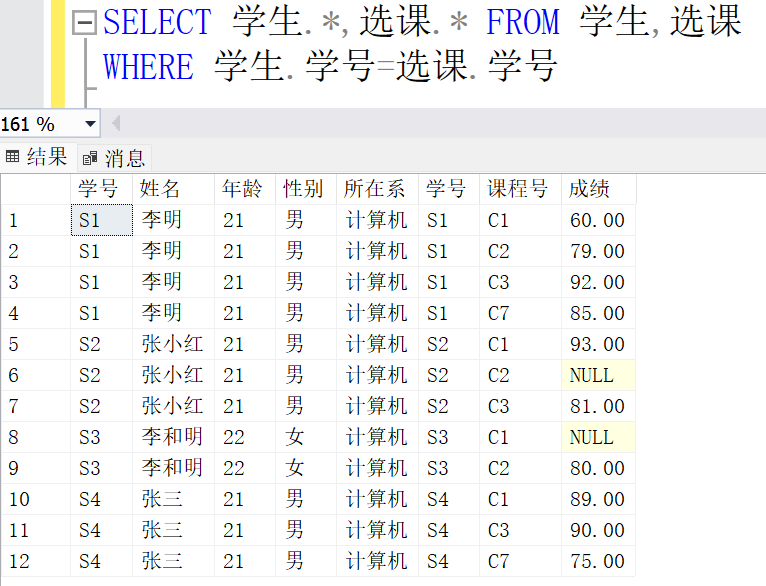 SELECT 学生.*,选课.* FROM 学生,选课
WHERE 学生.学号=选课.学号
161 %
结果 消息
学号 姓名 年龄 性别 所在系 学号 课程号 成绩
1 S1 李明 21 男 计算机 S1 C1 60.00
2 S1 李明 21 男 计算机 S1 C2 79.00
3 S1 李明 21 男 计算机 S1 C3 92.00
4 S1 李明 21 男 计算机 S1 C7 85.00
5 S2 张小红 21 男 计算机 S2 C1 93.00
6 S2 张小红 21 男 计算机 S2 C2 NULL
7 S2 张小红 21 男 计算机 S2 C3 81.00
8 S3 李和明 22 女 计算机 S3 C1 NULL
9 S3 李和明 22 女 计算机 S3 C2 80.00
10 S4 张三 21 男 计算机 S4 C1 89.00
11 S4 张三 21 男 计算机 S4 C3 90.00
12 S4 张三 21 男 计算机 S4 C7 75.00